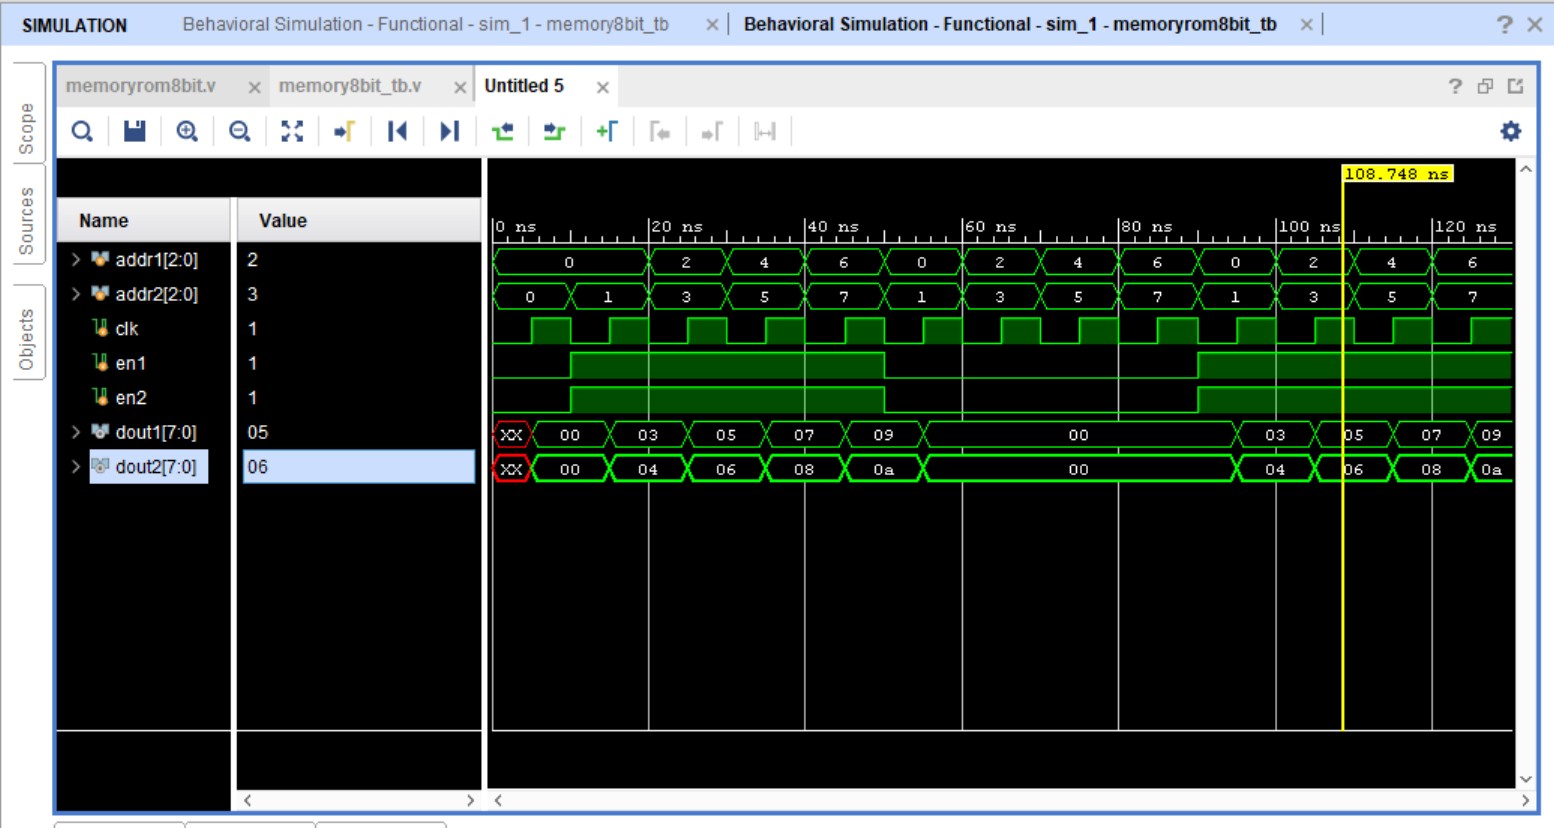 SIMULATION Behavioral Simulation - Functional - sim_1 - memory8bit_tb Behavioral Simulation - Functional - sim_1 - memoryrom8bit_tb
Scope
Sources
Objects
memoryrom8bit.v memory8bit_tb.v Untitled 5
108.748 ns
Name Value 0 ns 20 ns 40 ns 60 ns 80 ns 100 ns 120 ns
addr1[2:0] 2 0 2 4 6 0 2 4 6 0 2 4 6
addr2[2:0] 3 0 1 3 5 7 1 3 5 7 1 3 5 7
clk 1
en1 1
en2 1
dout1[7:0] 05 XX 00 03 05 07 09 00 03 05 07 09
dout2[7:0] 06 XX 00 04 06 08 0a 00 04 06 08 0a